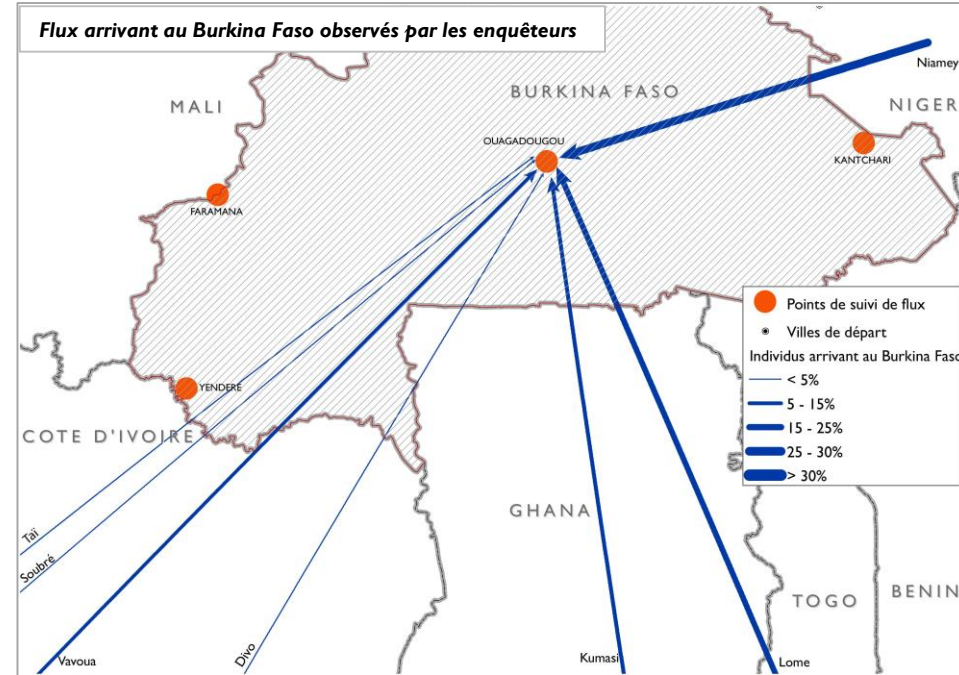 Flux arrivant au Burkina Faso observés par les enquêteurs
Niamey
BURKINA FASO
MALI
NIGER
OUAGADOUGOU
KANTCHARI
FARAMANA
Points de suivi de flux
Villes de départ
Individus arrivant au Burkina Faso
< 5%
5 - 15%
15 - 25%
25 - 30%
> 30%
YENDERE
COTE D'IVOIRE
GHANA
Taï
Soubré
TOGO
BENIN
Vavoua
Divo
Kumasi
Lome